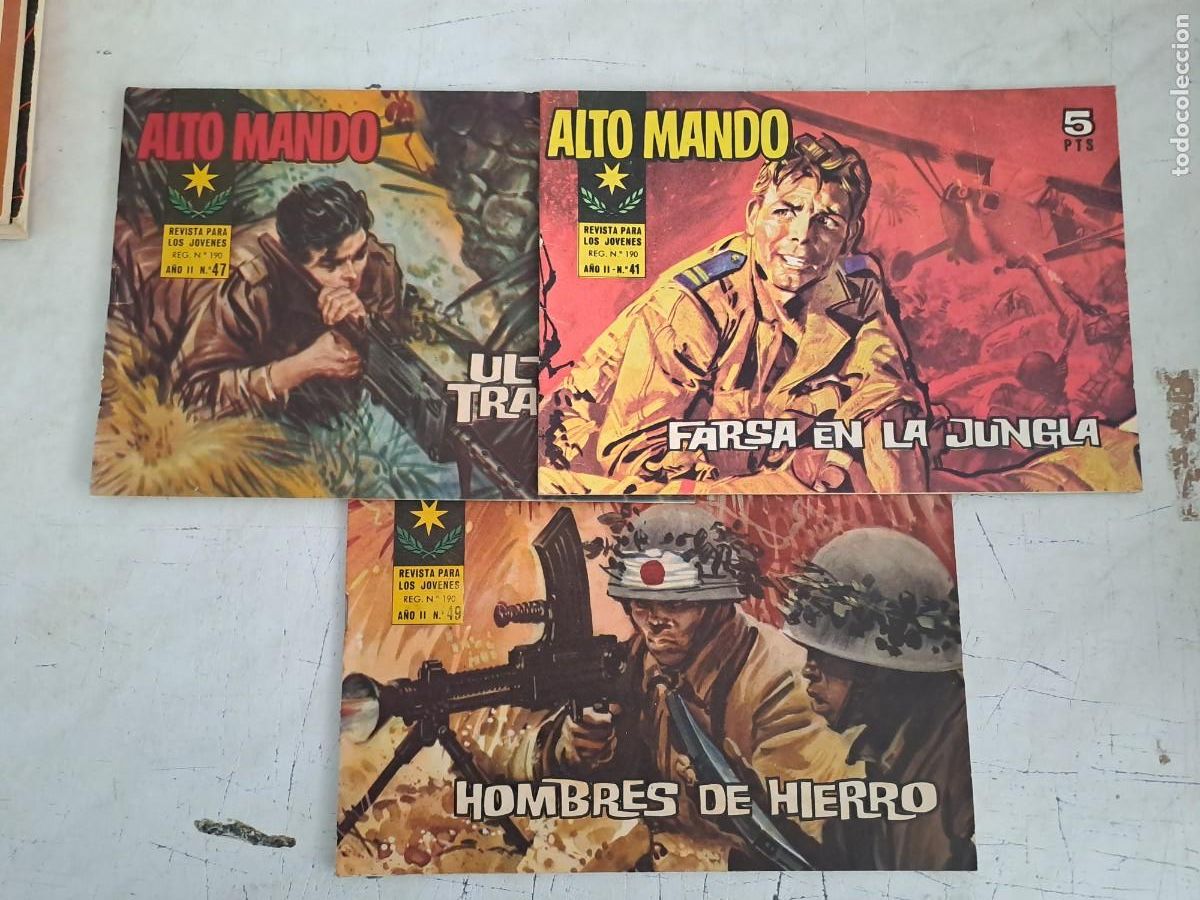 ALTO MANDO
REVISTA PARA
LOS JOVENES
REG. N.º 190
AÑO II N.º 47
UL
TRA
ALTO MANDO
REVISTA PARA
LOS JOVENES
REG. N.º 190
AÑO II - N.º 41
5
PTS
FARSA EN LA JUNGLA
REVISTA PARA
LOS JOVENES
REG. N.º 190
AÑO II N.º 49
HOMBRES DE HIERRO
todocoleccion